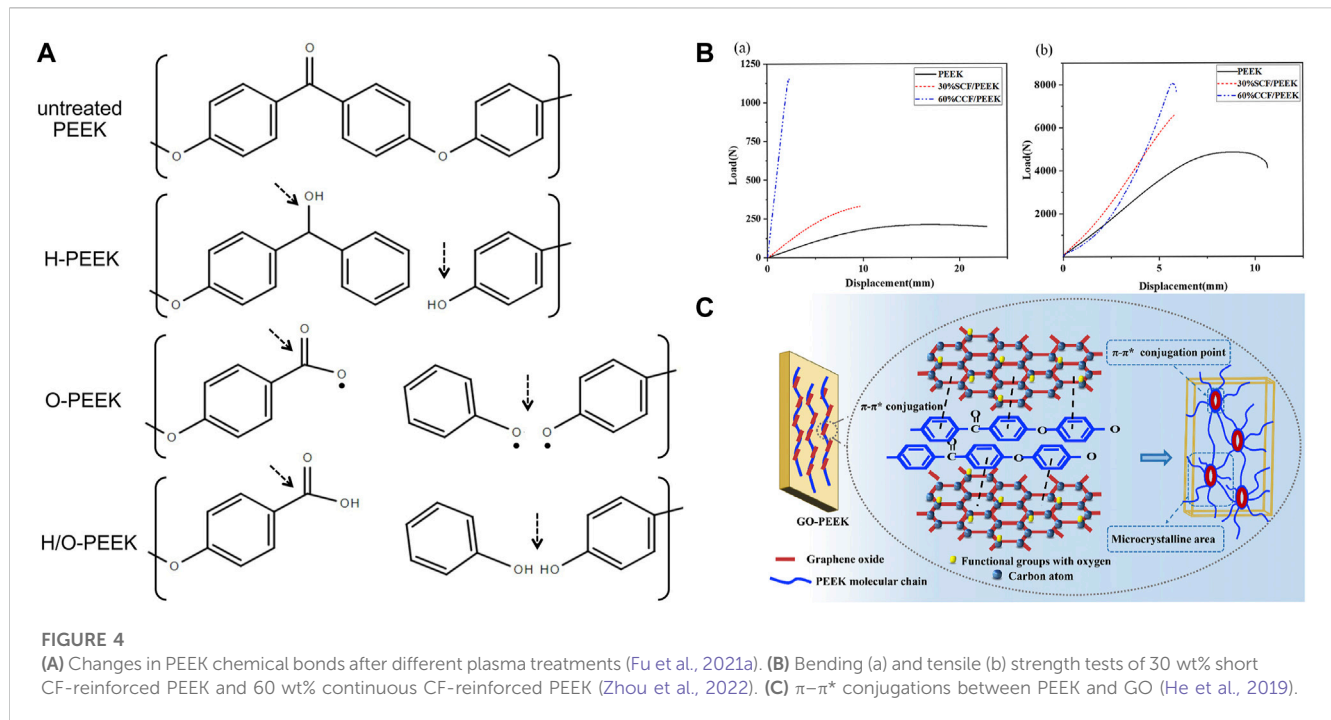 A
untreated
PEEK
O
O
O
H-PEEK
OH
O
HO
O-PEEK
O
O
O
O
O
H/O-PEEK
O
OH
O
OH
HO
B
(a)
Load(N)
1250
1000
750
500
250
0
0
10
20
Displacement(mm)
PEEK
30%SCF/PEEK
60%CCF/PEEK
(b)
Load(N)
8000
6000
4000
2000
0
0
5
10
Displacement(mm)
PEEK
30%SCF/PEEK
60%CCF/PEEK
C
π-π* conjugation
GO-PEEK
O
C
O
O
O
C
O
O
π-π* conjugation point
Microcrystalline area
Graphene oxide
PEEK molecular chain
Functional groups with oxygen
Carbon atom
FIGURE 4
(A) Changes in PEEK chemical bonds after different plasma treatments (Fu et al., 2021a). (B) Bending (a) and tensile (b) strength tests of 30 wt% short
CF-reinforced PEEK and 60 wt% continuous CF-reinforced PEEK (Zhou et al., 2022). (C) π–π* conjugations between PEEK and GO (He et al., 2019).